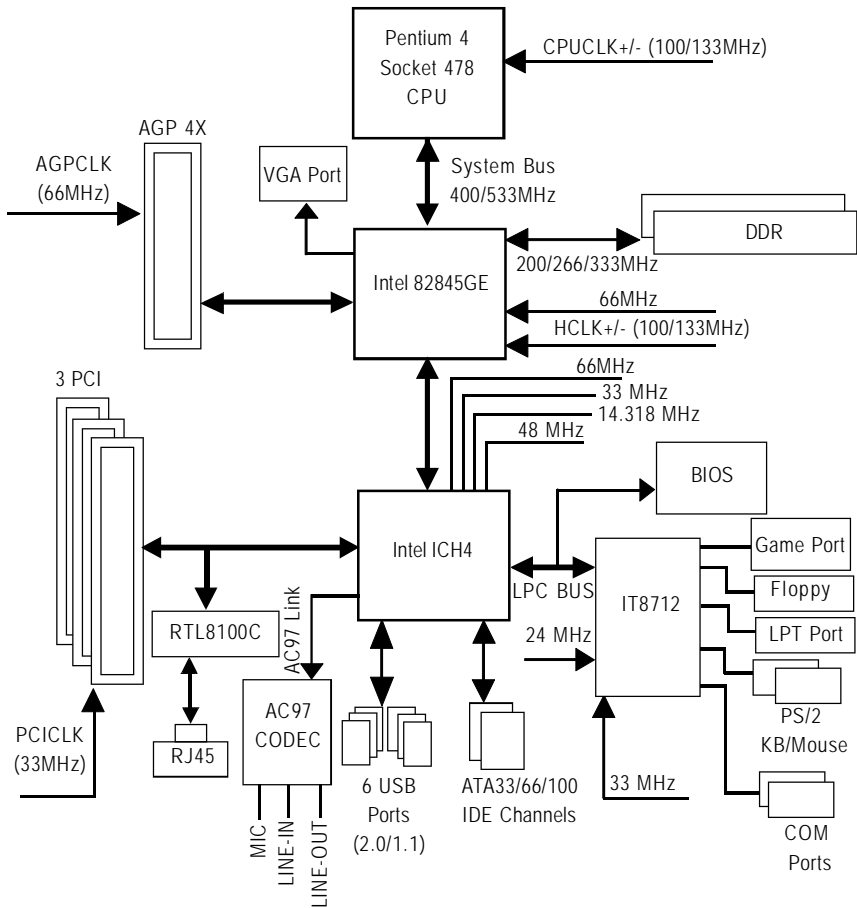 Pentium 4
Socket 478
CPU
CPUCLK+/- (100/133MHz)
AGP 4X
AGPCLK
(66MHz)
VGA Port
System Bus
400/533MHz
DDR
200/266/333MHz
Intel 82845GE
66MHz
HCLK+/- (100/133MHz)
3 PCI
66MHz
33 MHz
14.318 MHz
48 MHz
BIOS
Intel ICH4
LPC BUS
IT8712
Game Port
Floppy
LPT Port
24 MHz
RTL8100C
AC97 Link
PS/2
KB/Mouse
PCICLK
(33MHz)
RJ45
AC97
CODEC
6 USB
Ports
(2.0/1.1)
ATA33/66/100
IDE Channels
33 MHz
COM
Ports
MIC
LINE-IN
LINE-OUT